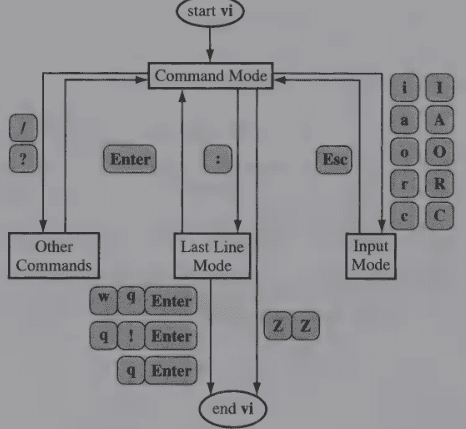 start vi
Command Mode
i I
/ a A
? Enter : Esc o O
r R
c C
Other Commands
Last Line Mode
Input Mode
w q Enter
Z Z
q ! Enter
q Enter
end vi